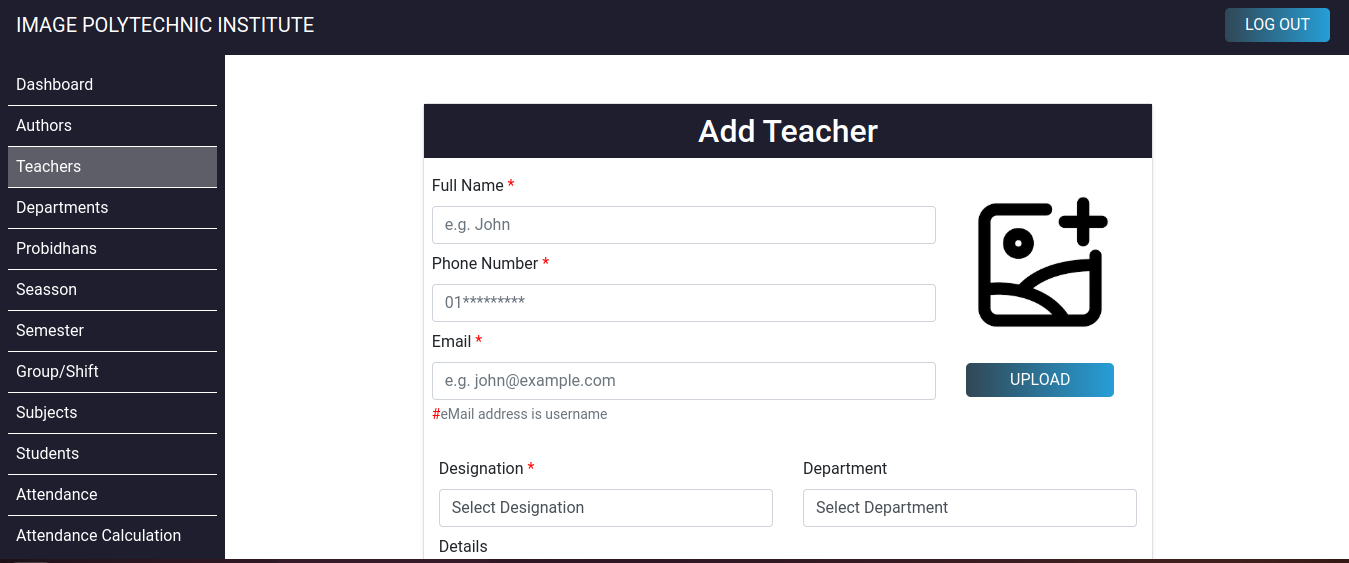 IMAGE POLYTECHNIC INSTITUTE
LOG OUT
Dashboard
Authors
Teachers
Departments
Probidhans
Seasson
Semester
Group/Shift
Subjects
Students
Attendance
Attendance Calculation
Add Teacher
Full Name *
e.g. John
Phone Number *
01*********
Email *
e.g. john@example.com
#eMail address is username
UPLOAD
Designation *
Department
Select Designation
Select Department
Details